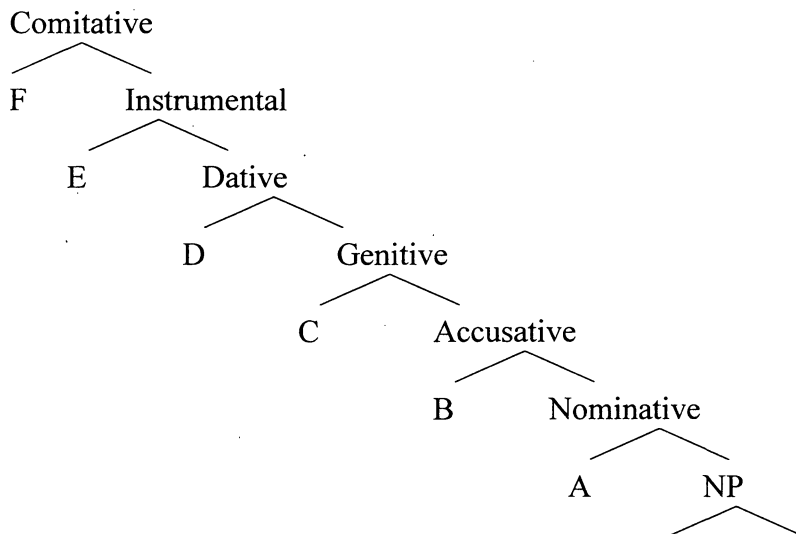 Comitative
F Instrumental
E Dative
D Genitive
C Accusative
B Nominative
A NP